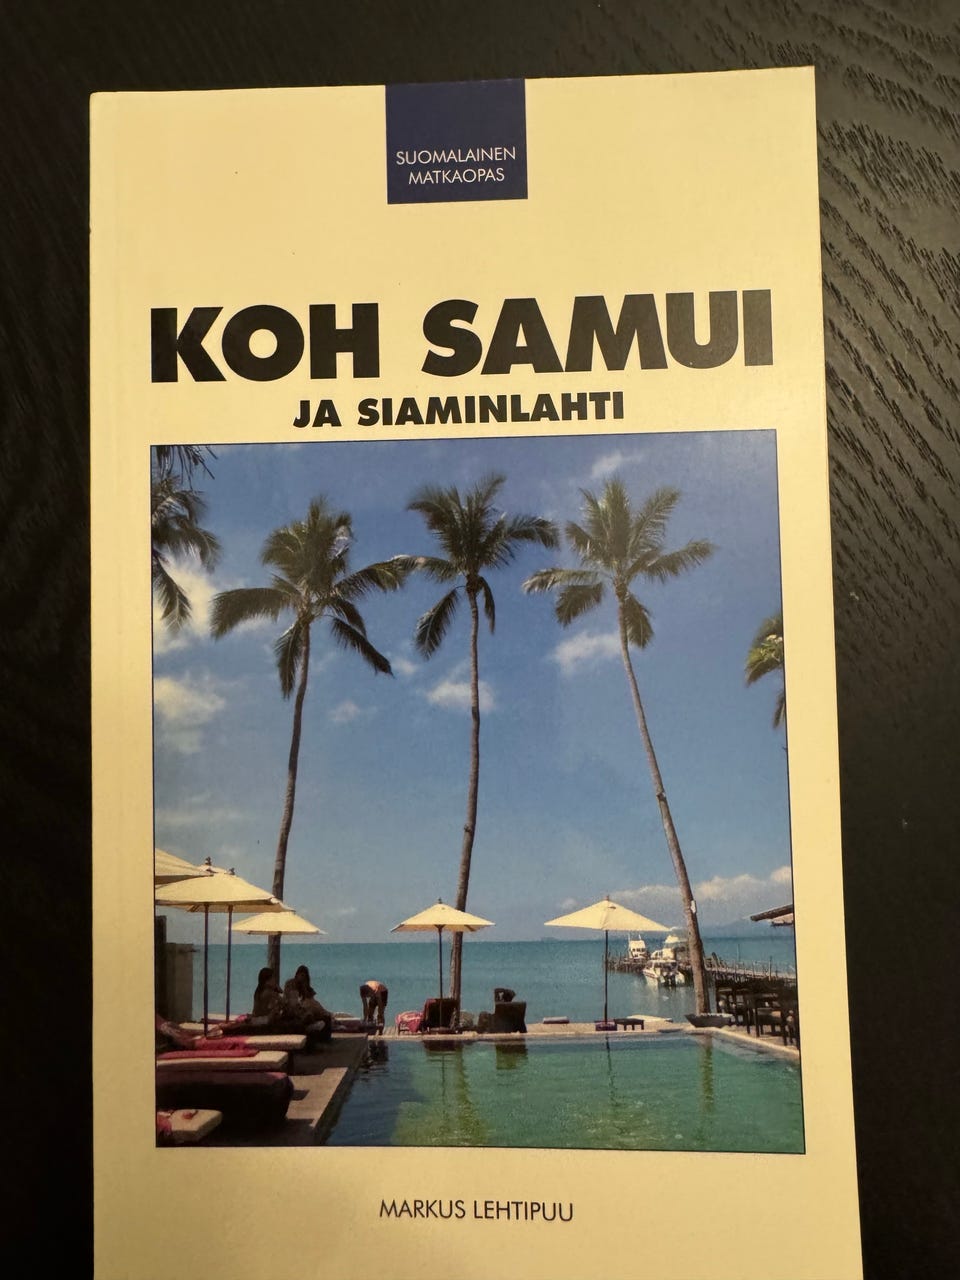 SUOMALAINEN
MATKAOPAS
KOH SAMUI
JA SIAMINLAHTI
MARKUS LEHTIPUU